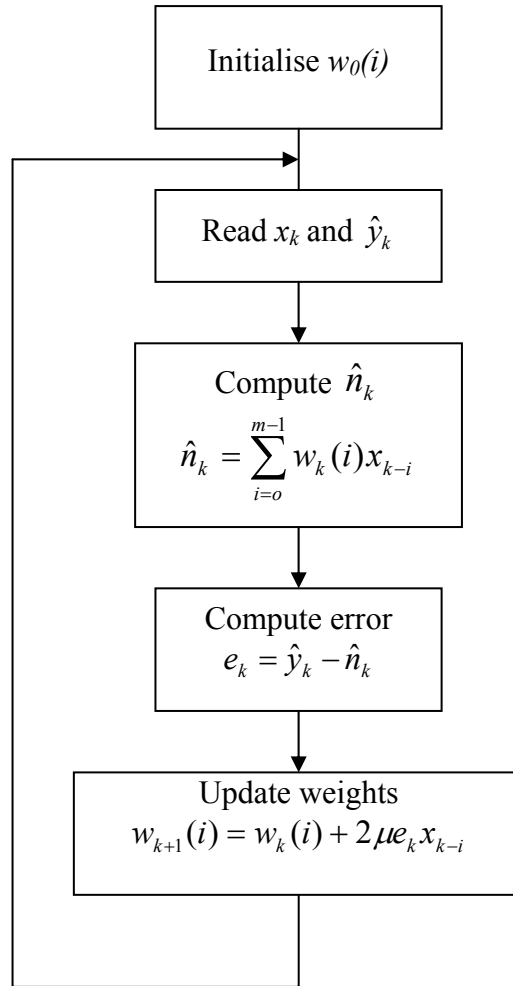 Initialise w₀(i)
Read xₖ and ŷₖ
Compute n̂ₖ
n̂ₖ = ∑_{i=o}^{m−1} wₖ(i)xₖ₋ᵢ
Compute error
eₖ = ŷₖ − n̂ₖ
Update weights
wₖ₊₁(i) = wₖ(i) + 2μeₖxₖ₋ᵢ